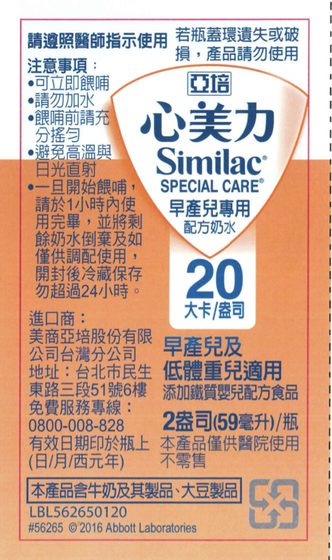 請遵照醫師指示使用
若瓶蓋環遺失或破
損，產品請勿使用
注意事項：
•可立即餵哺
•請勿加水
•餵哺前請充
分搖勻
•避免高溫與
日光直射
•一旦開始餵哺，
請於1小時內使
用完畢，並將剩
餘奶水倒棄及如
僅供調配使用，
開封後冷藏保存
勿超過24小時。
亞培
心美力
Similac®
SPECIAL CARE®
早產兒專用
配方奶水
20
大卡/盎司
進口商：
美商亞培股份有限
公司台灣分公司
地址：台北市民生
東路三段51號6樓
免費服務專線：
0800-008-828
有效日期印於瓶上
(日/月/西元年)
早產兒及
低體重兒適用
添加鐵質嬰兒配方食品
2盎司(59毫升)/瓶
本產品僅供醫院使用
不零售
本產品含牛奶及其製品、大豆製品
LBL562650120
#56265 ©2016 Abbott Laboratories